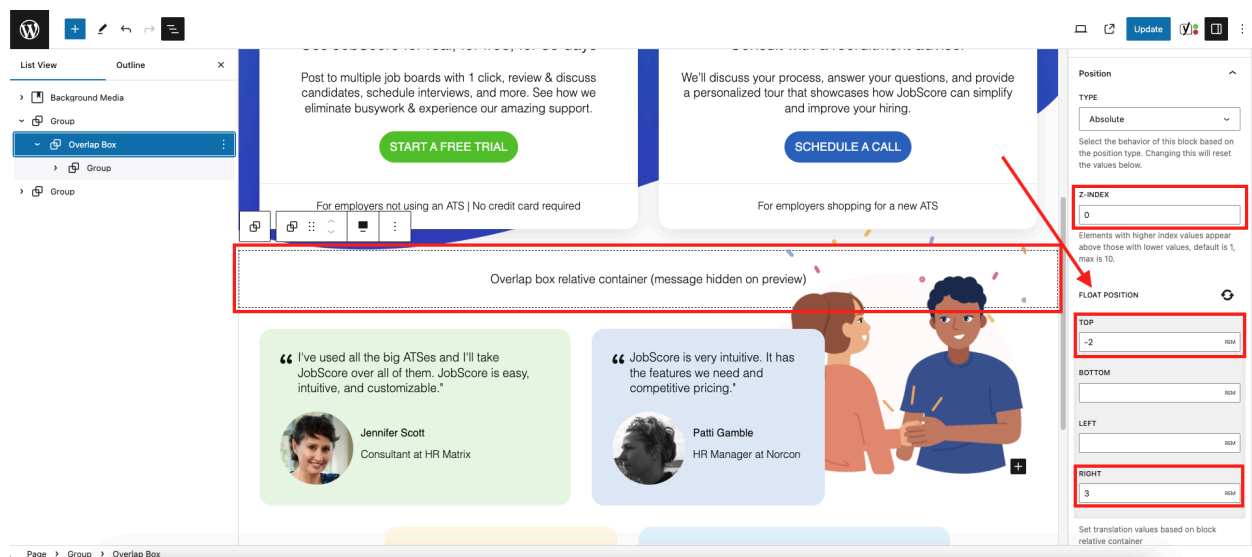 Update
List View
Outline
Background Media
Group
Overlap Box
Group
Group
Post to multiple job boards with 1 click, review & discuss
candidates, schedule interviews, and more. See how we
eliminate busywork & experience our amazing support.
START A FREE TRIAL
For employers not using an ATS | No credit card required
We'll discuss your process, answer your questions, and provide
a personalized tour that showcases how JobScore can simplify
and improve your hiring.
SCHEDULE A CALL
For employers shopping for a new ATS
Overlap box relative container (message hidden on preview)
“ I've used all the big ATSes and I'll take
JobScore over all of them. JobScore is easy,
intuitive, and customizable."
Jennifer Scott
Consultant at HR Matrix
“ JobScore is very intuitive. It has
the features we need and
competitive pricing."
Patti Gamble
HR Manager at Norcon
Position
TYPE
Absolute
Select the behavior of this block based on
the position type. Changing this will reset
the values below.
Z-INDEX
0
Elements with higher index values appear
above those with lower values, default is 1,
max is 10.
FLOAT POSITION
TOP
-2 REM
BOTTOM
REM
LEFT
REM
RIGHT
3 REM
Set translation values based on block
relative container
Page > Group > Overlap Box